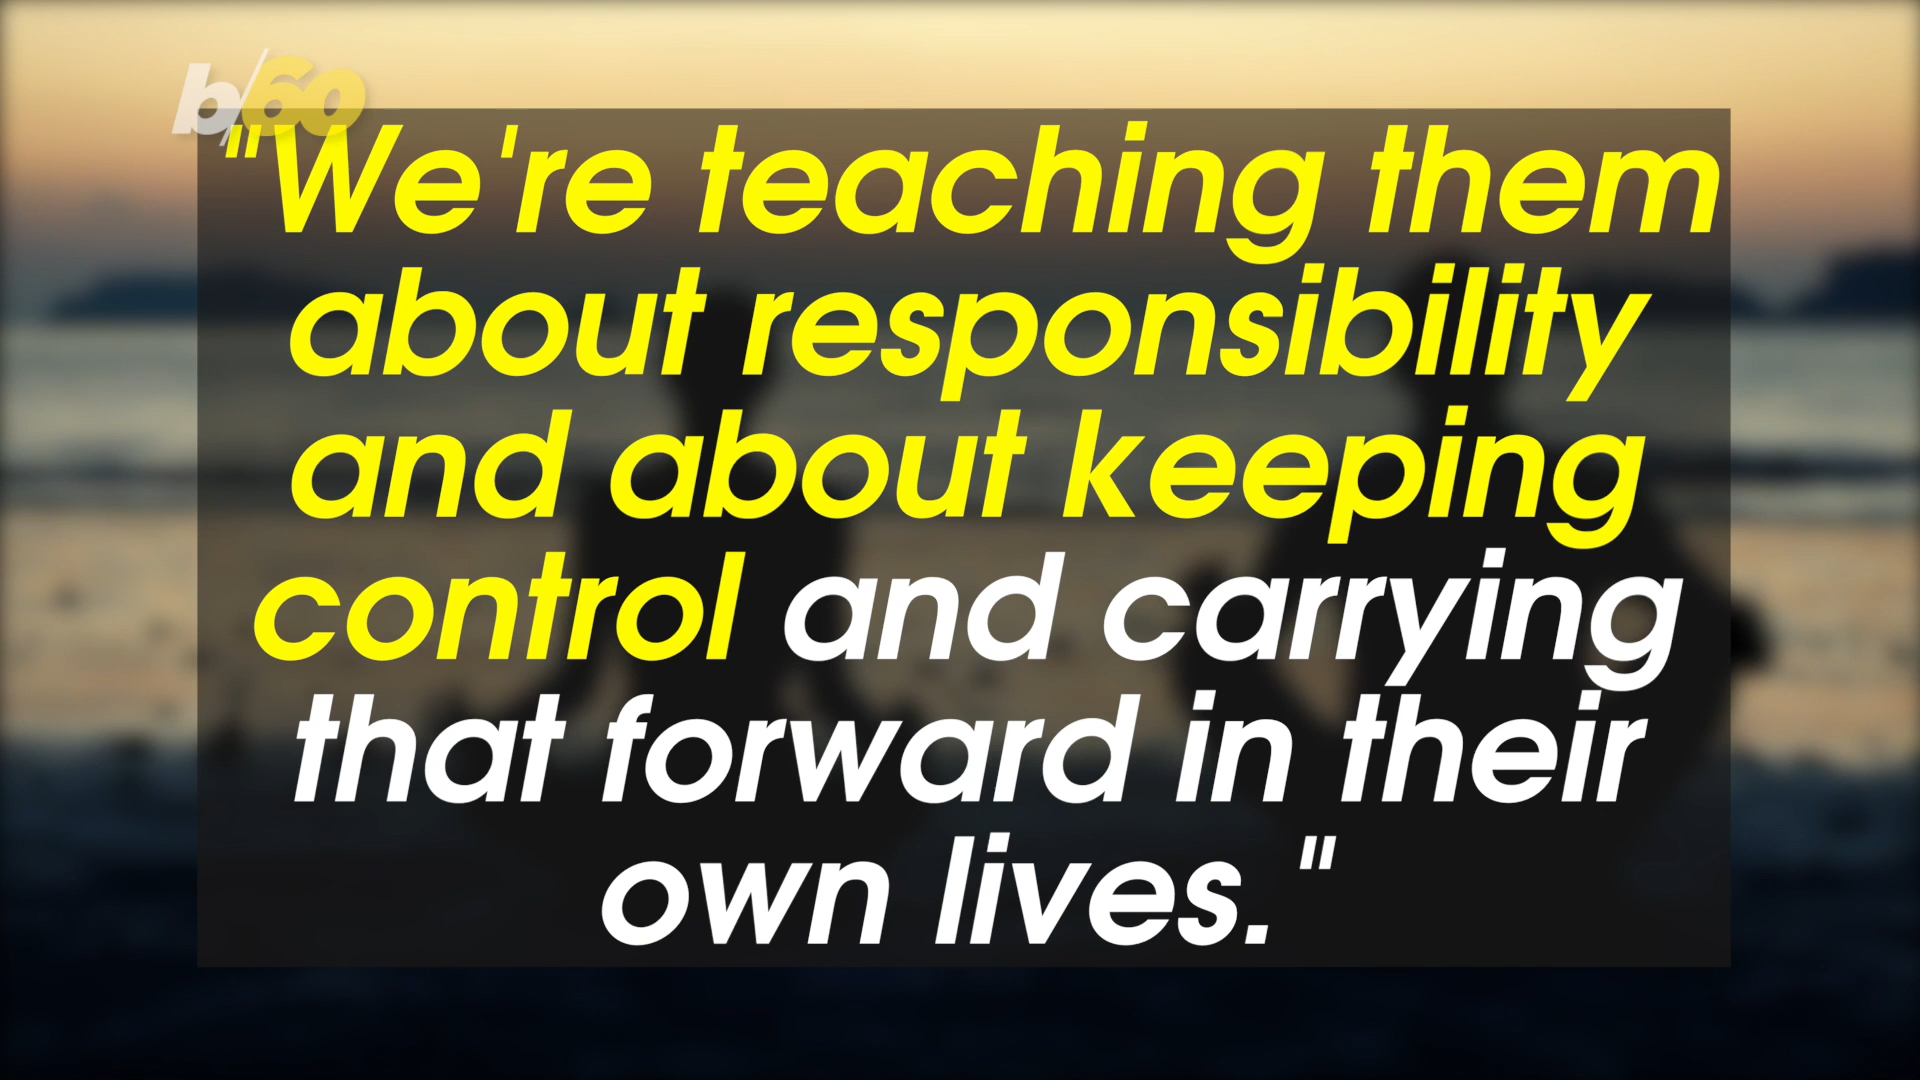 b/60
"We're teaching them
about responsibility
and about keeping
control and carrying
that forward in their
own lives."